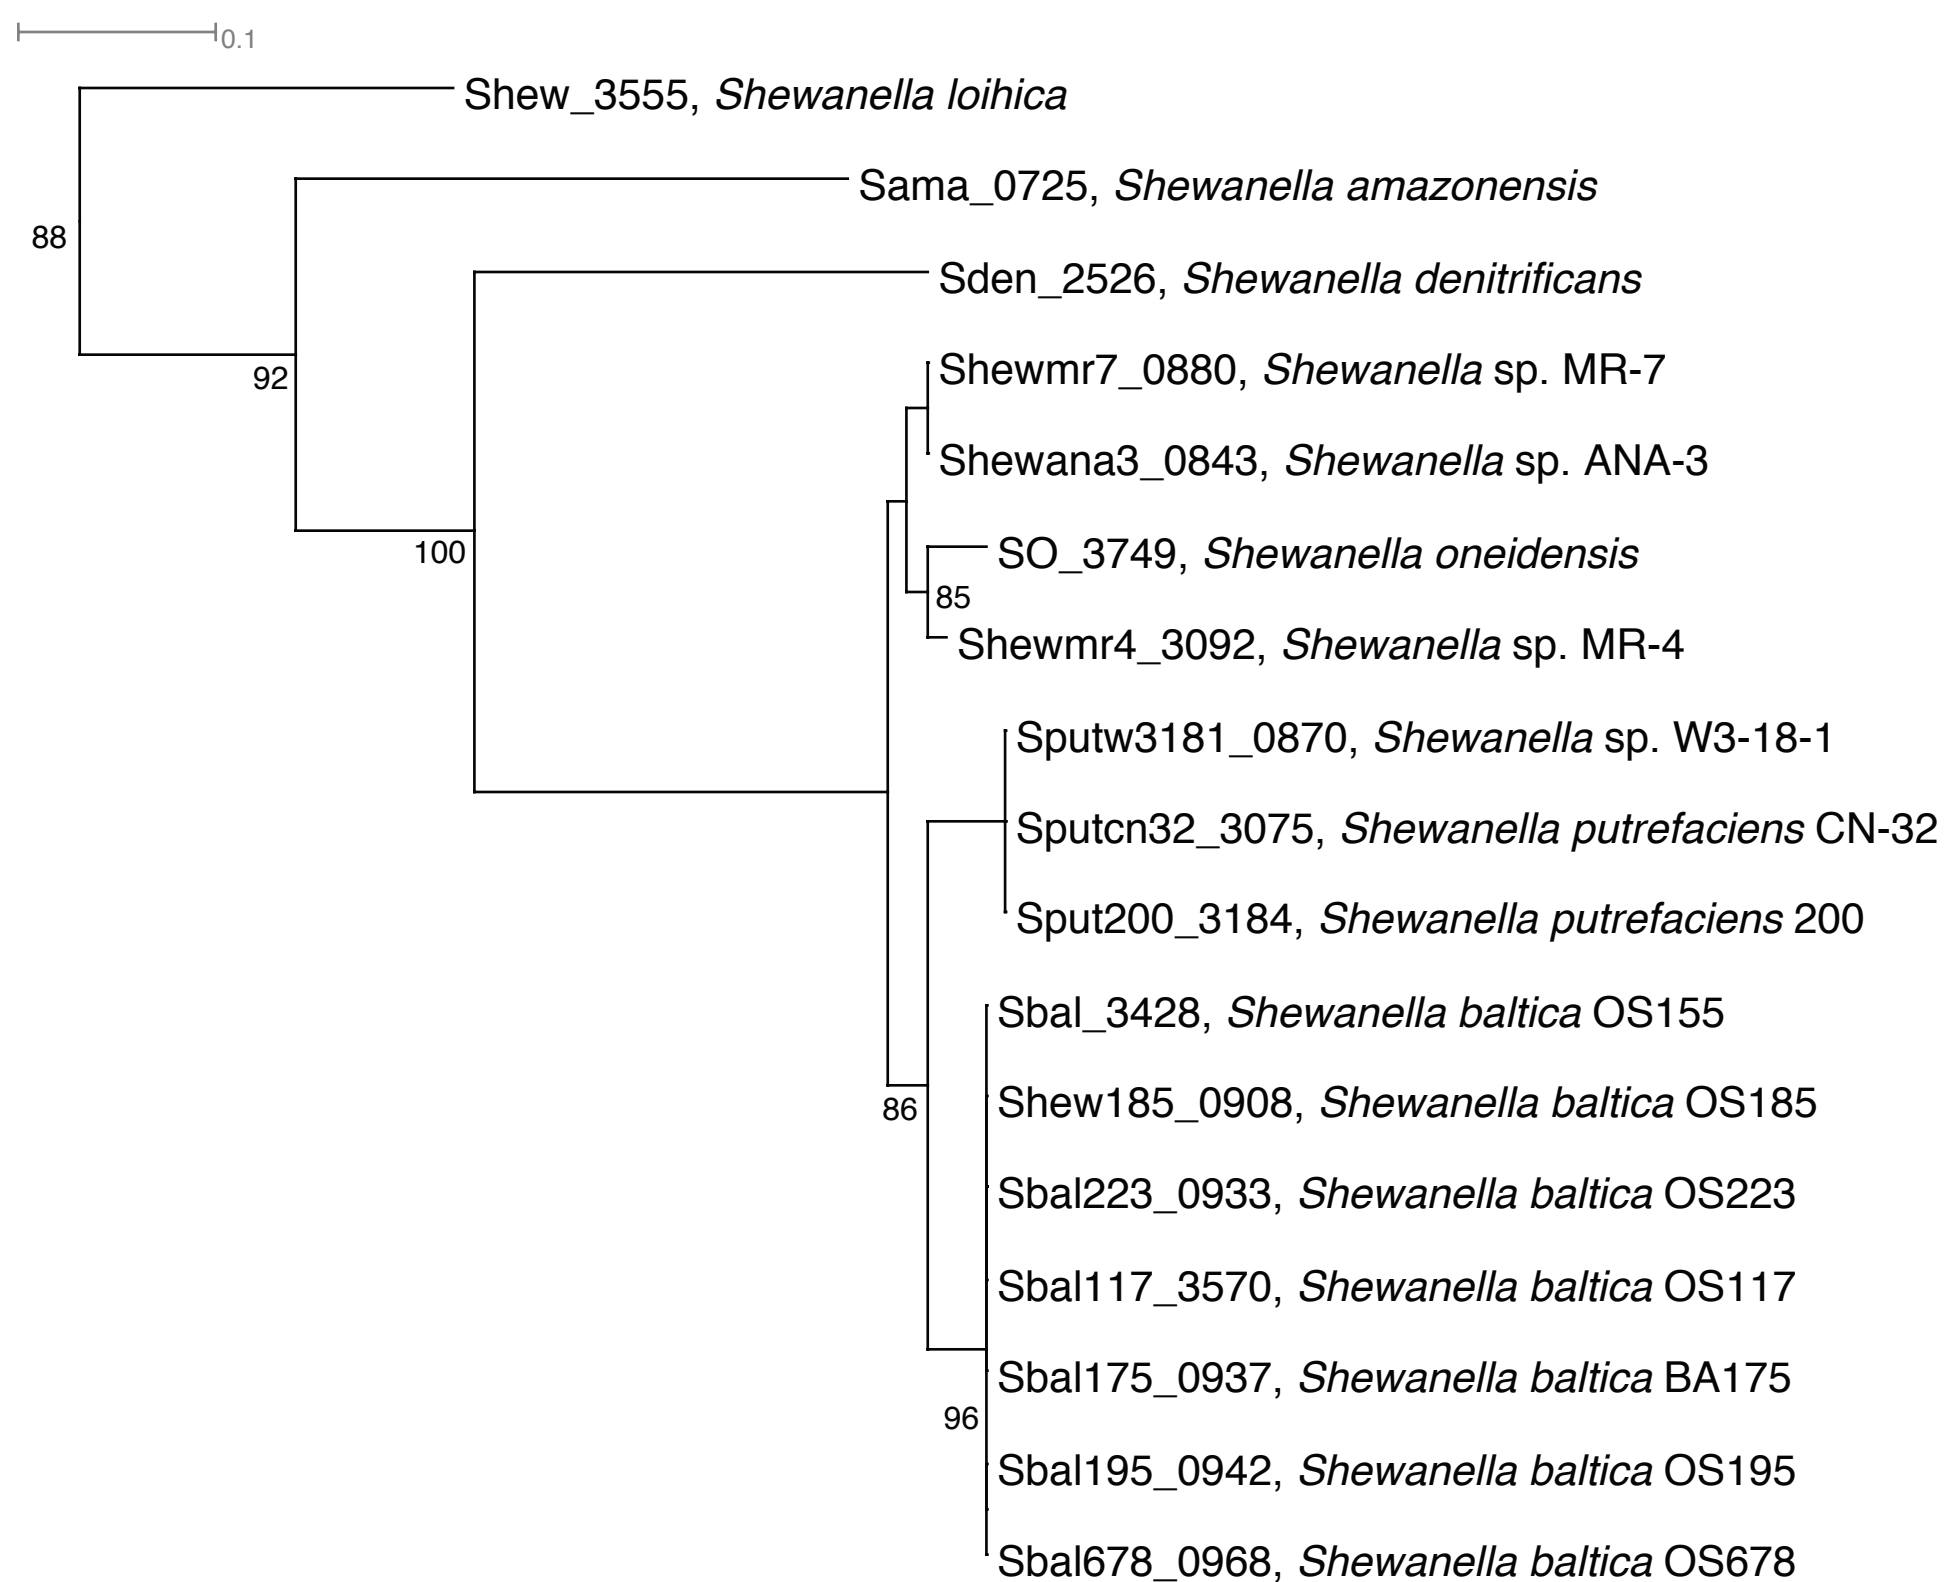 0.1
Shew_3555, Shewanella loihica
Sama_0725, Shewanella amazonensis
88
Sden_2526, Shewanella denitrificans
Shewmr7_0880, Shewanella sp. MR-7
92
Shewana3_0843, Shewanella sp. ANA-3
SO_3749, Shewanella oneidensis
100
85
Shewmr4_3092, Shewanella sp. MR-4
Sputw3181_0870, Shewanella sp. W3-18-1
Sputcn32_3075, Shewanella putrefaciens CN-32
Sput200_3184, Shewanella putrefaciens 200
Sbal_3428, Shewanella baltica OS155
Shew185_0908, Shewanella baltica OS185
86
Sbal223_0933, Shewanella baltica OS223
Sbal117_3570, Shewanella baltica OS117
Sbal175_0937, Shewanella baltica BA175
96
Sbal195_0942, Shewanella baltica OS195
Sbal678_0968, Shewanella baltica OS678